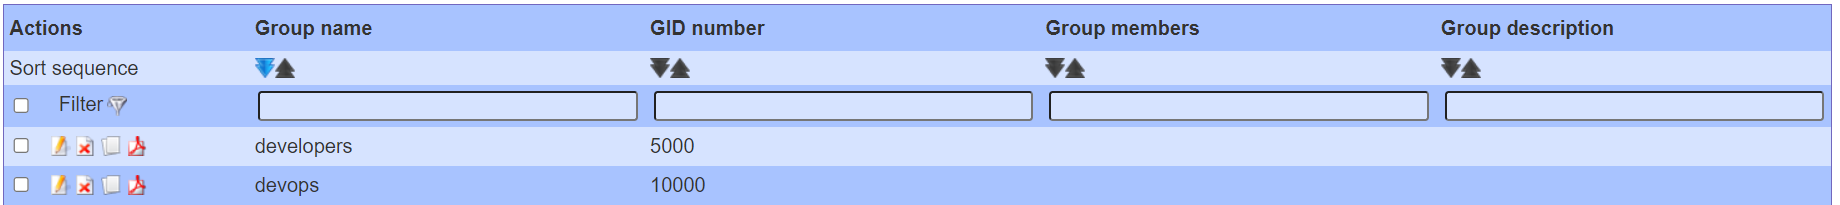 Actions Group name GID number Group members Group description
Sort sequence
Filter
developers 5000
devops 10000